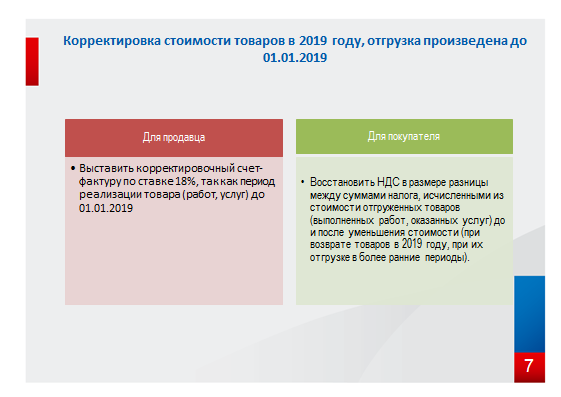 Корректировка стоимости товаров в 2019 году, отгрузка произведена до
01.01.2019
Для продавца
• Выставить корректировочный счет-
фактуру по ставке 18%, так как период
реализации товара (работ, услуг) до
01.01.2019
Для покупателя
• Восстановить НДС в размере разницы
между суммами налога, исчисленными из
стоимости отгруженных товаров
(выполненных работ, оказанных услуг) до
и после уменьшения стоимости (при
возврате товаров в 2019 году, при их
отгрузке в более ранние периоды).
7